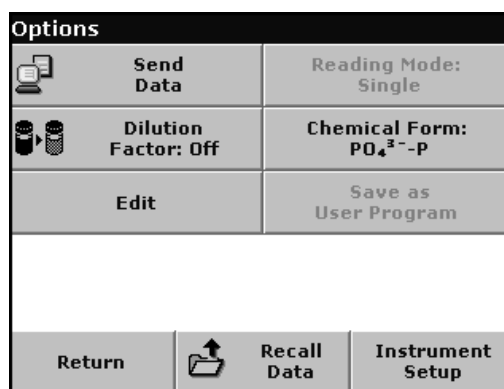 Options
Send
Data
Reading Mode:
Single
Dilution
Factor: Off
Chemical Form:
PO₄³⁻-P
Edit
Save as
User Program
Return
Recall
Data
Instrument
Setup